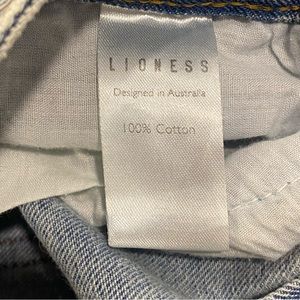 LIONESS
Designed in Australia
100% Cotton